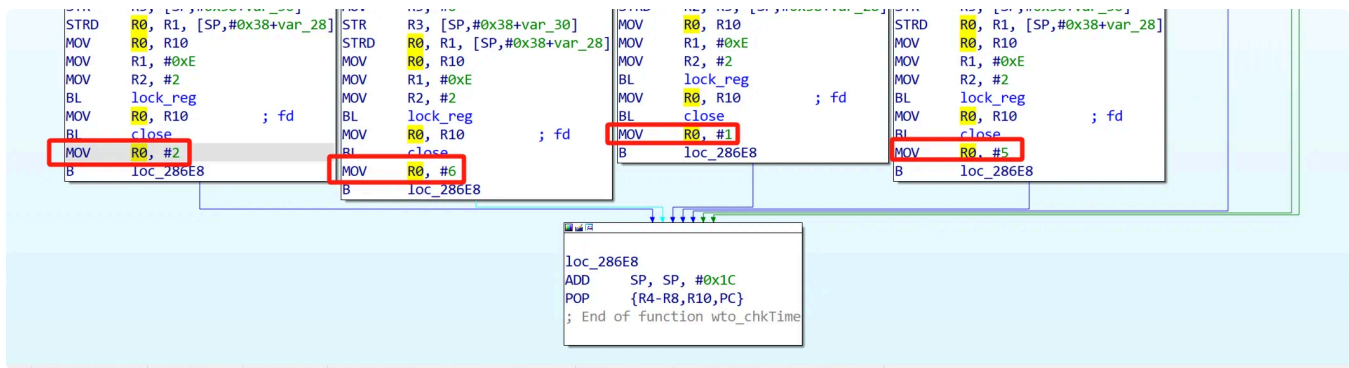 STRD R0, R1, [SP,#0x38+var_28]
MOV R0, R10
MOV R1, #0xE
MOV R2, #2
BL lock_reg
MOV R0, R10 ; fd
BL close
MOV R0, #2
B loc_286E8
STR R3, [SP,#0x38+var_30]
STRD R0, R1, [SP,#0x38+var_28]
MOV R0, R10
MOV R1, #0xE
MOV R2, #2
BL lock_reg
MOV R0, R10 ; fd
BL close
MOV R0, #6
B loc_286E8
MOV R0, R10
MOV R1, #0xE
MOV R2, #2
BL lock_reg
MOV R0, R10 ; fd
BL close
MOV R0, #1
B loc_286E8
STRD R0, R1, [SP,#0x38+var_28]
MOV R0, R10
MOV R1, #0xE
MOV R2, #2
BL lock_reg
MOV R0, R10 ; fd
BL close
MOV R0, #5
B loc_286E8
loc_286E8
ADD SP, SP, #0x1C
POP {R4-R8,R10,PC}
; End of function wto_chkTime